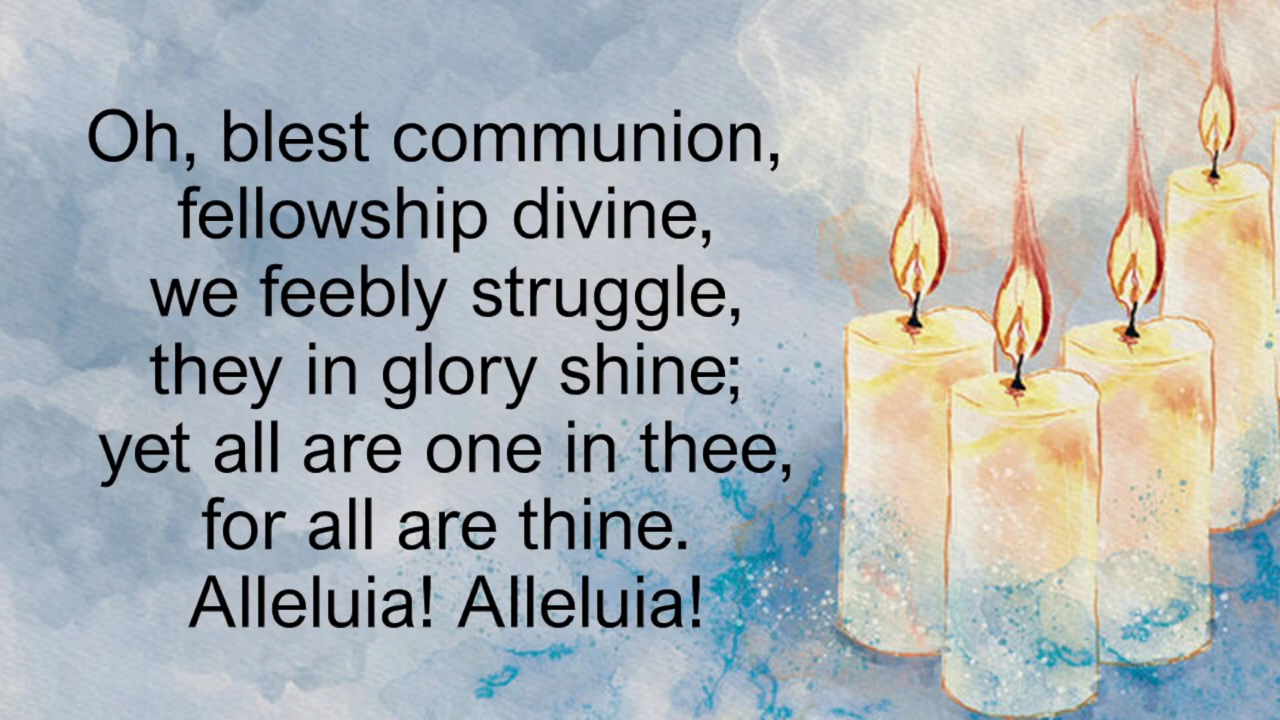 Oh, blest communion,
fellowship divine,
we feebly struggle,
they in glory shine;
yet all are one in thee,
for all are thine.
Alleluia! Alleluia!